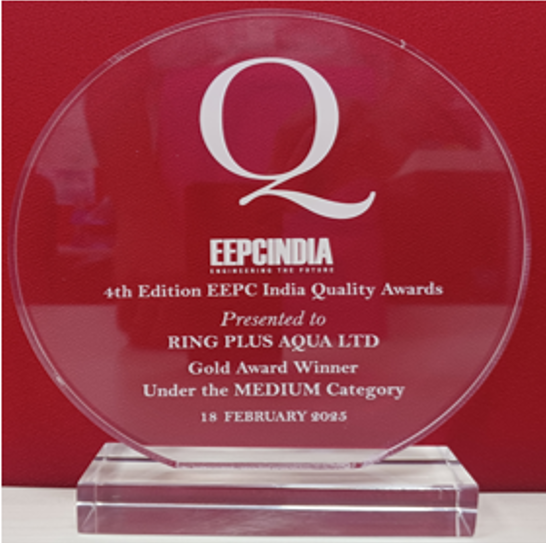 Q
EEPCINDIA
ENGINEERING THE FUTURE
4th Edition EEPC India Quality Awards
Presented to
RING PLUS AQUA LTD
Gold Award Winner
Under the MEDIUM Category
18 FEBRUARY 2025